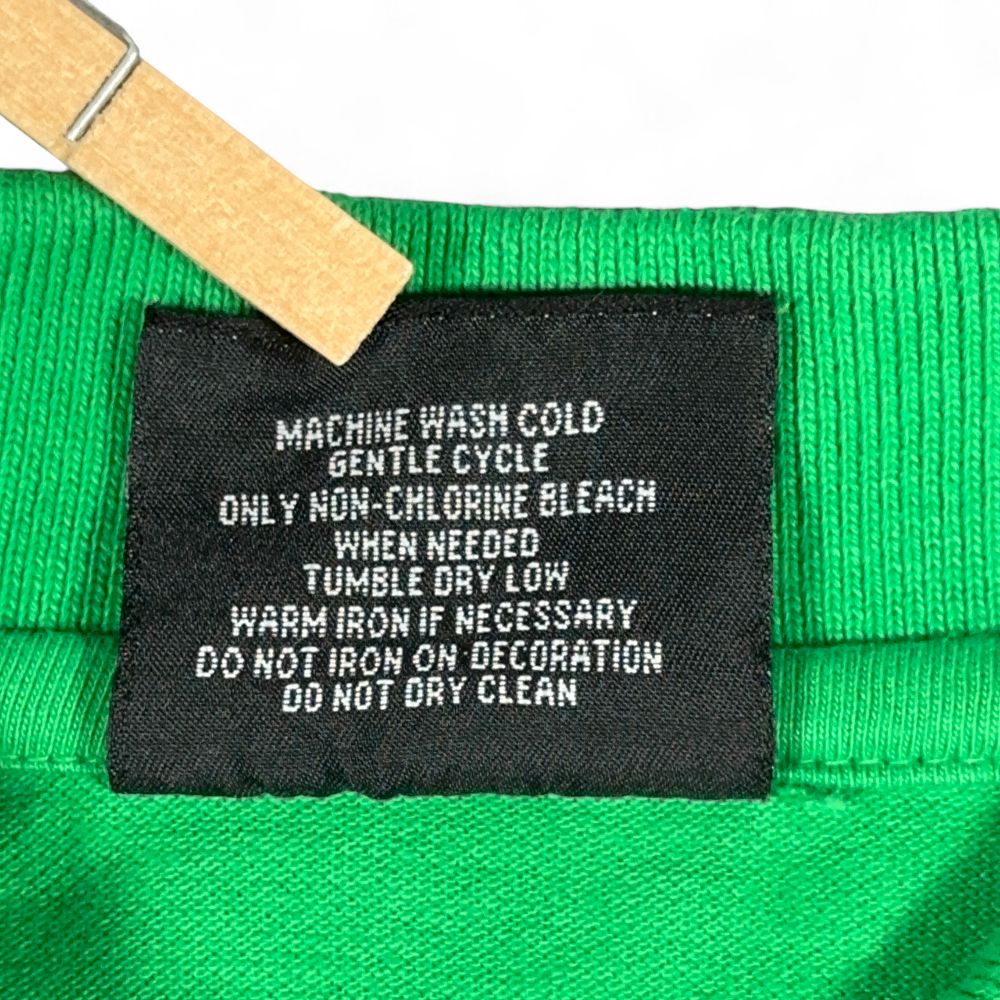 MACHINE WASH COLD
GENTLE CYCLE
ONLY NON-CHLORINE BLEACH
WHEN NEEDED
TUMBLE DRY LOW
WARM IRON IF NECESSARY
DO NOT IRON ON DECORATION
DO NOT DRY CLEAN